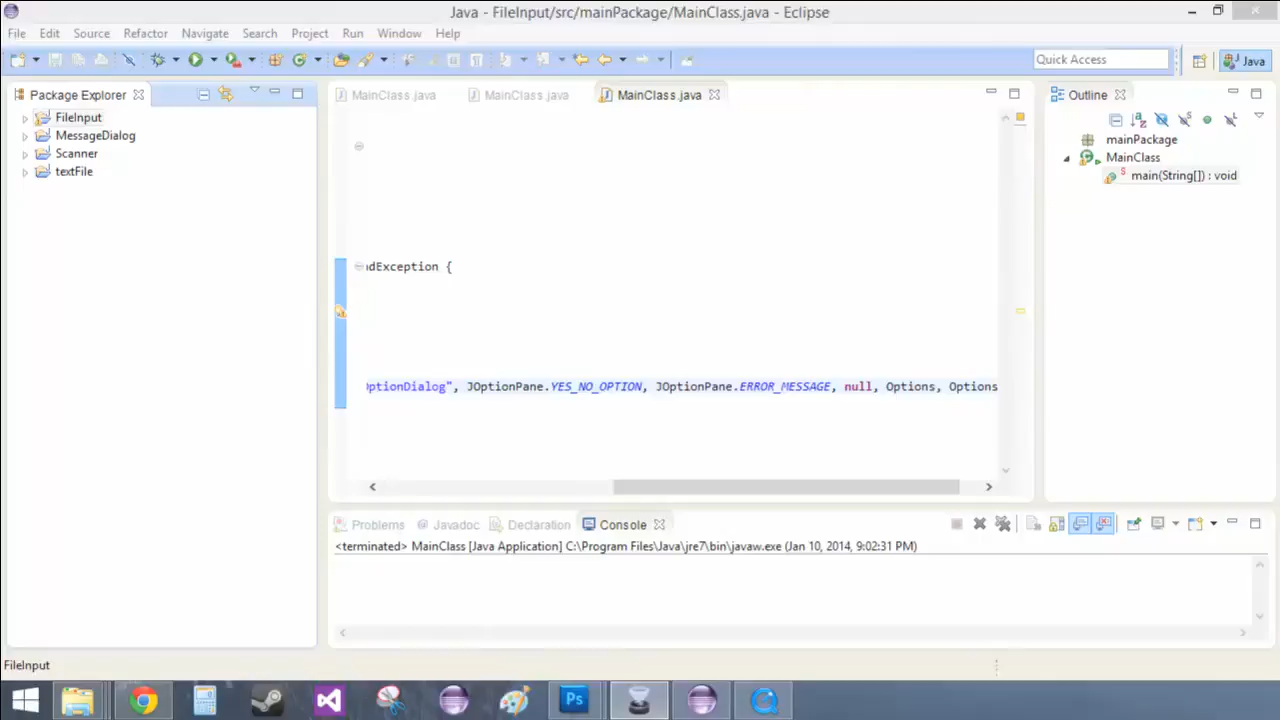 Java - FileInput/src/mainPackage/MainClass.java - Eclipse
File Edit Source Refactor Navigate Search Project Run Window Help
Quick Access
Java
Package Explorer
FileInput
MessageDialog
Scanner
textFile
MainClass.java MainClass.java MainClass.java
dException {
OptionDialog", JOptionPane.YES_NO_OPTION, JOptionPane.ERROR_MESSAGE, null, Options, Options
Outline
mainPackage
MainClass
main(String[]) : void
Problems @ Javadoc Declaration Console
<terminated> MainClass [Java Application] C:\Program Files\Java\jre7\bin\javaw.exe (Jan 10, 2014, 9:02:31 PM)
FileInput
Ps